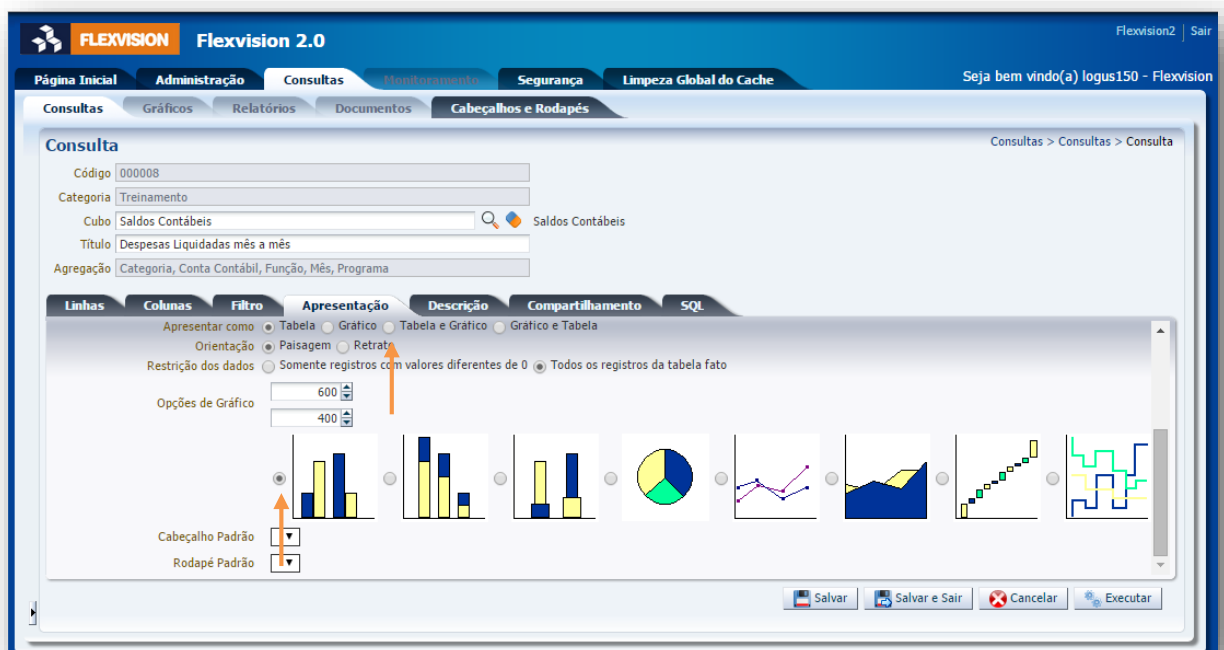 FLEXVISION Flexvision 2.0
Flexvision2 Sair
Página Inicial Administração Consultas Monitoramento Segurança Limpeza Global do Cache
Seja bem vindo(a) logus150 - Flexvision
Consultas Gráficos Relatórios Documentos Cabeçalhos e Rodapés
Consulta
Consultas > Consultas > Consulta
Código 000008
Categoria Treinamento
Cubo Saldos Contábeis Saldos Contábeis
Título Despesas Liquidadas mês a mês
Agregação Categoria, Conta Contábil, Função, Mês, Programa
Linhas Colunas Filtro Apresentação Descrição Compartilhamento SQL
Apresentar como Tabela Gráfico Tabela e Gráfico Gráfico e Tabela
Orientação Paisagem Retrato
Restrição dos dados Somente registros com valores diferentes de 0 Todos os registros da tabela fato
Opções de Gráfico
600
400
Cabeçalho Padrão
Rodapé Padrão
Salvar Salvar e Sair Cancelar Executar